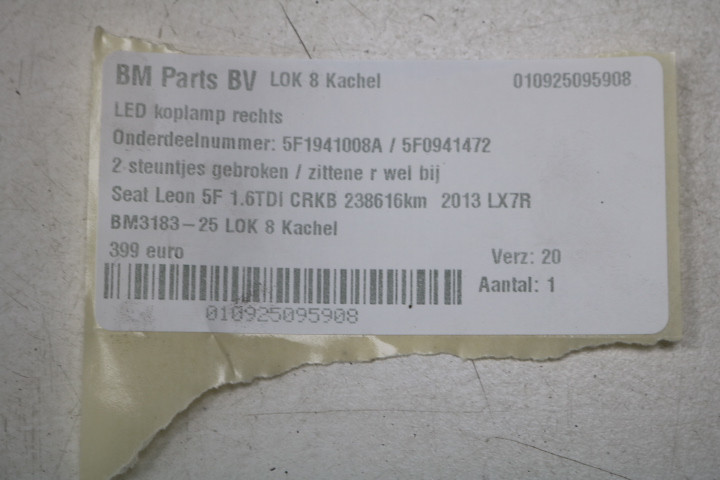 BM Parts BV LOK 8 Kachel 010925095908
LED koplamp rechts
Onderdeelnummer: 5F1941008A / 5F0941472
2 steuntjes gebroken / zittene r wel bij
Seat Leon 5F 1.6TDI CRKB 238616km 2013 LX7R
BM3183-25 LOK 8 Kachel
399 euro Verz: 20
Aantal: 1
010925095908